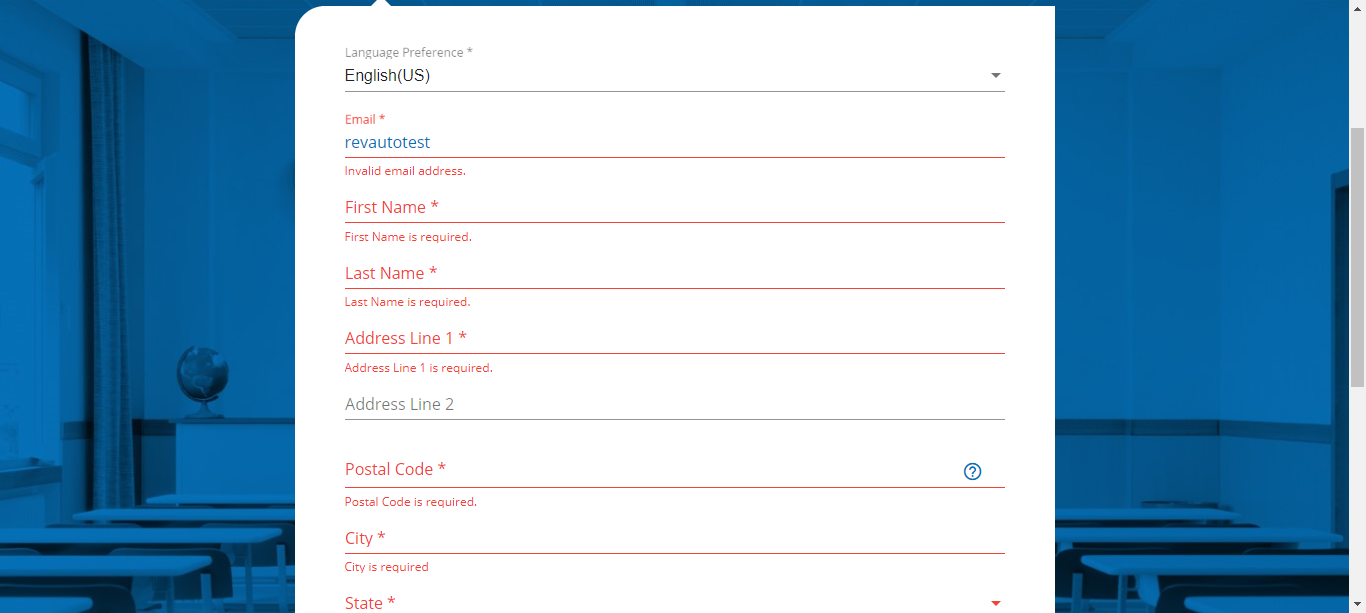 Language Preference *
English(US)
Email *
revautotest
Invalid email address.
First Name *
First Name is required.
Last Name *
Last Name is required.
Address Line 1 *
Address Line 1 is required.
Address Line 2
Postal Code *
?
Postal Code is required.
City *
City is required
State *